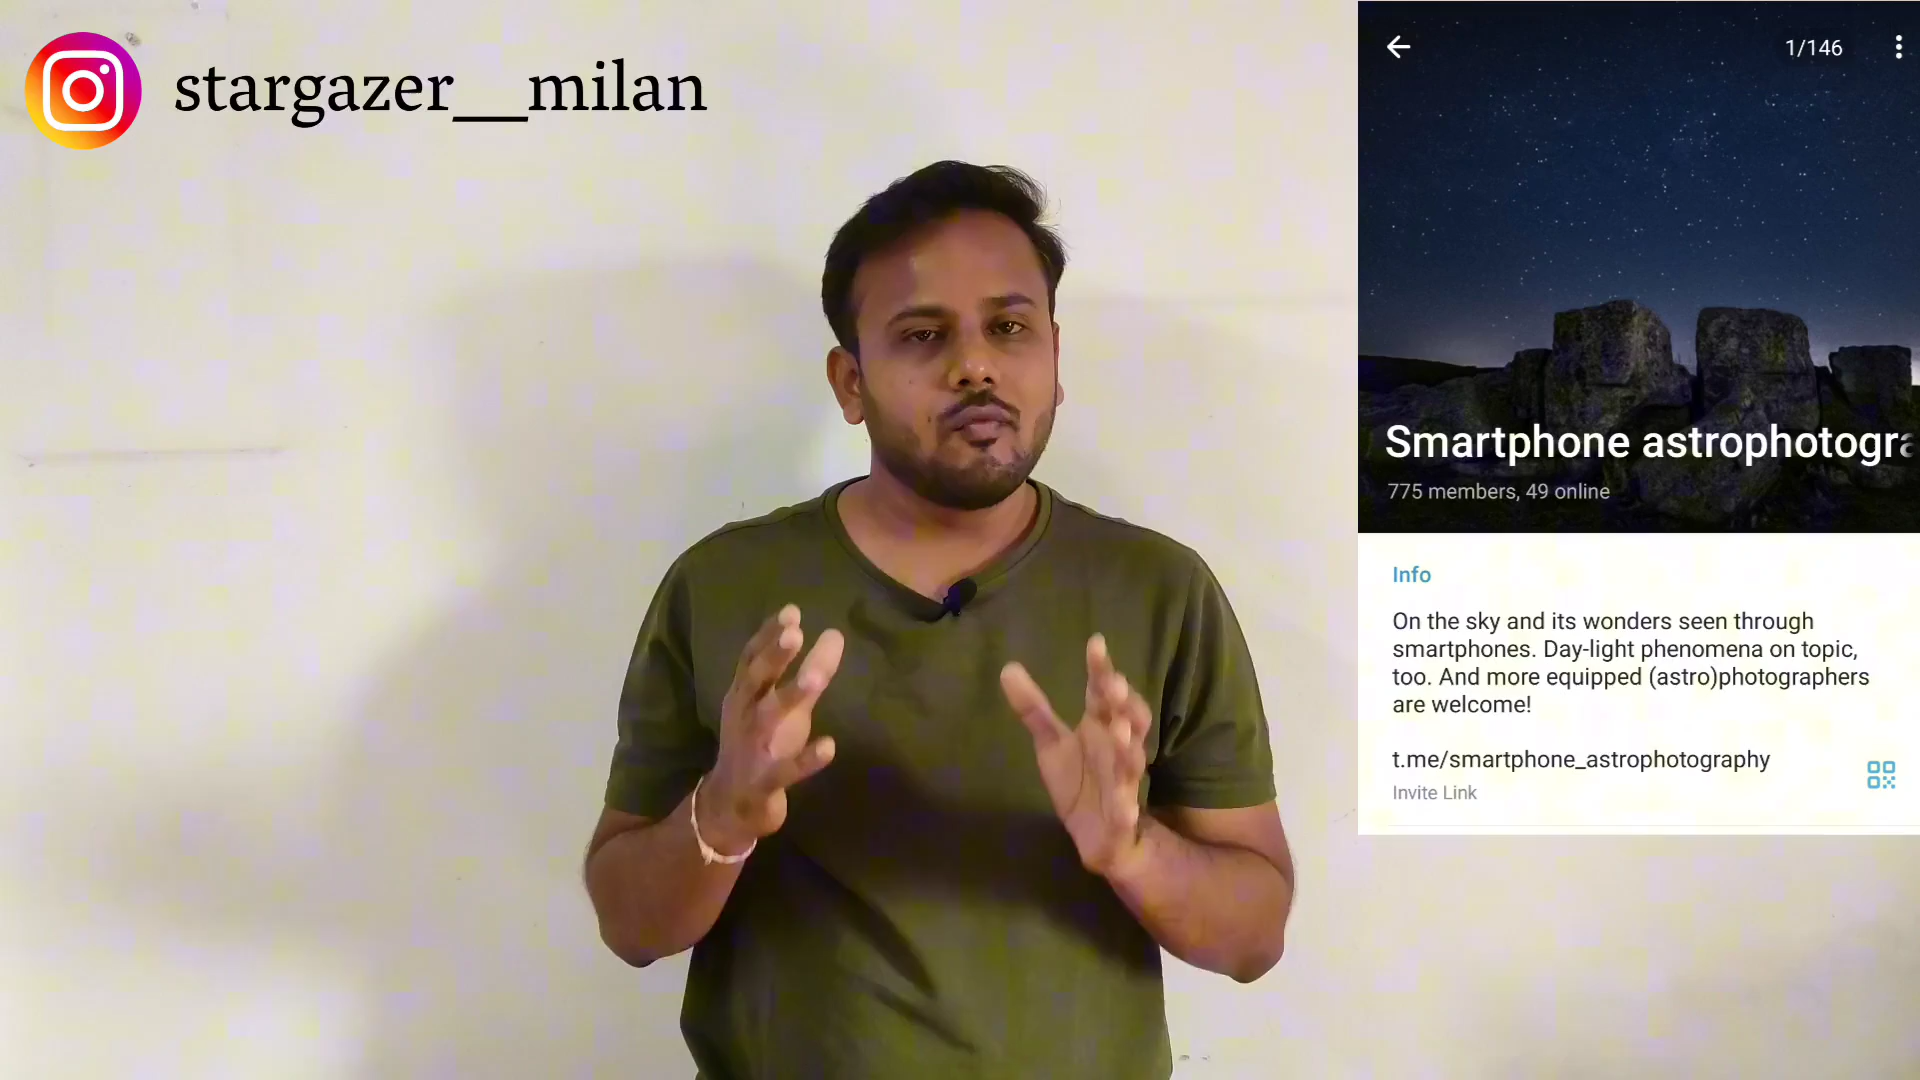 stargazer__milan
1/146
Smartphone astrophotogra
775 members, 49 online
Info
On the sky and its wonders seen through
smartphones. Day-light phenomena on topic,
too. And more equipped (astro)photographers
are welcome!
t.me/smartphone_astrophotography
Invite Link